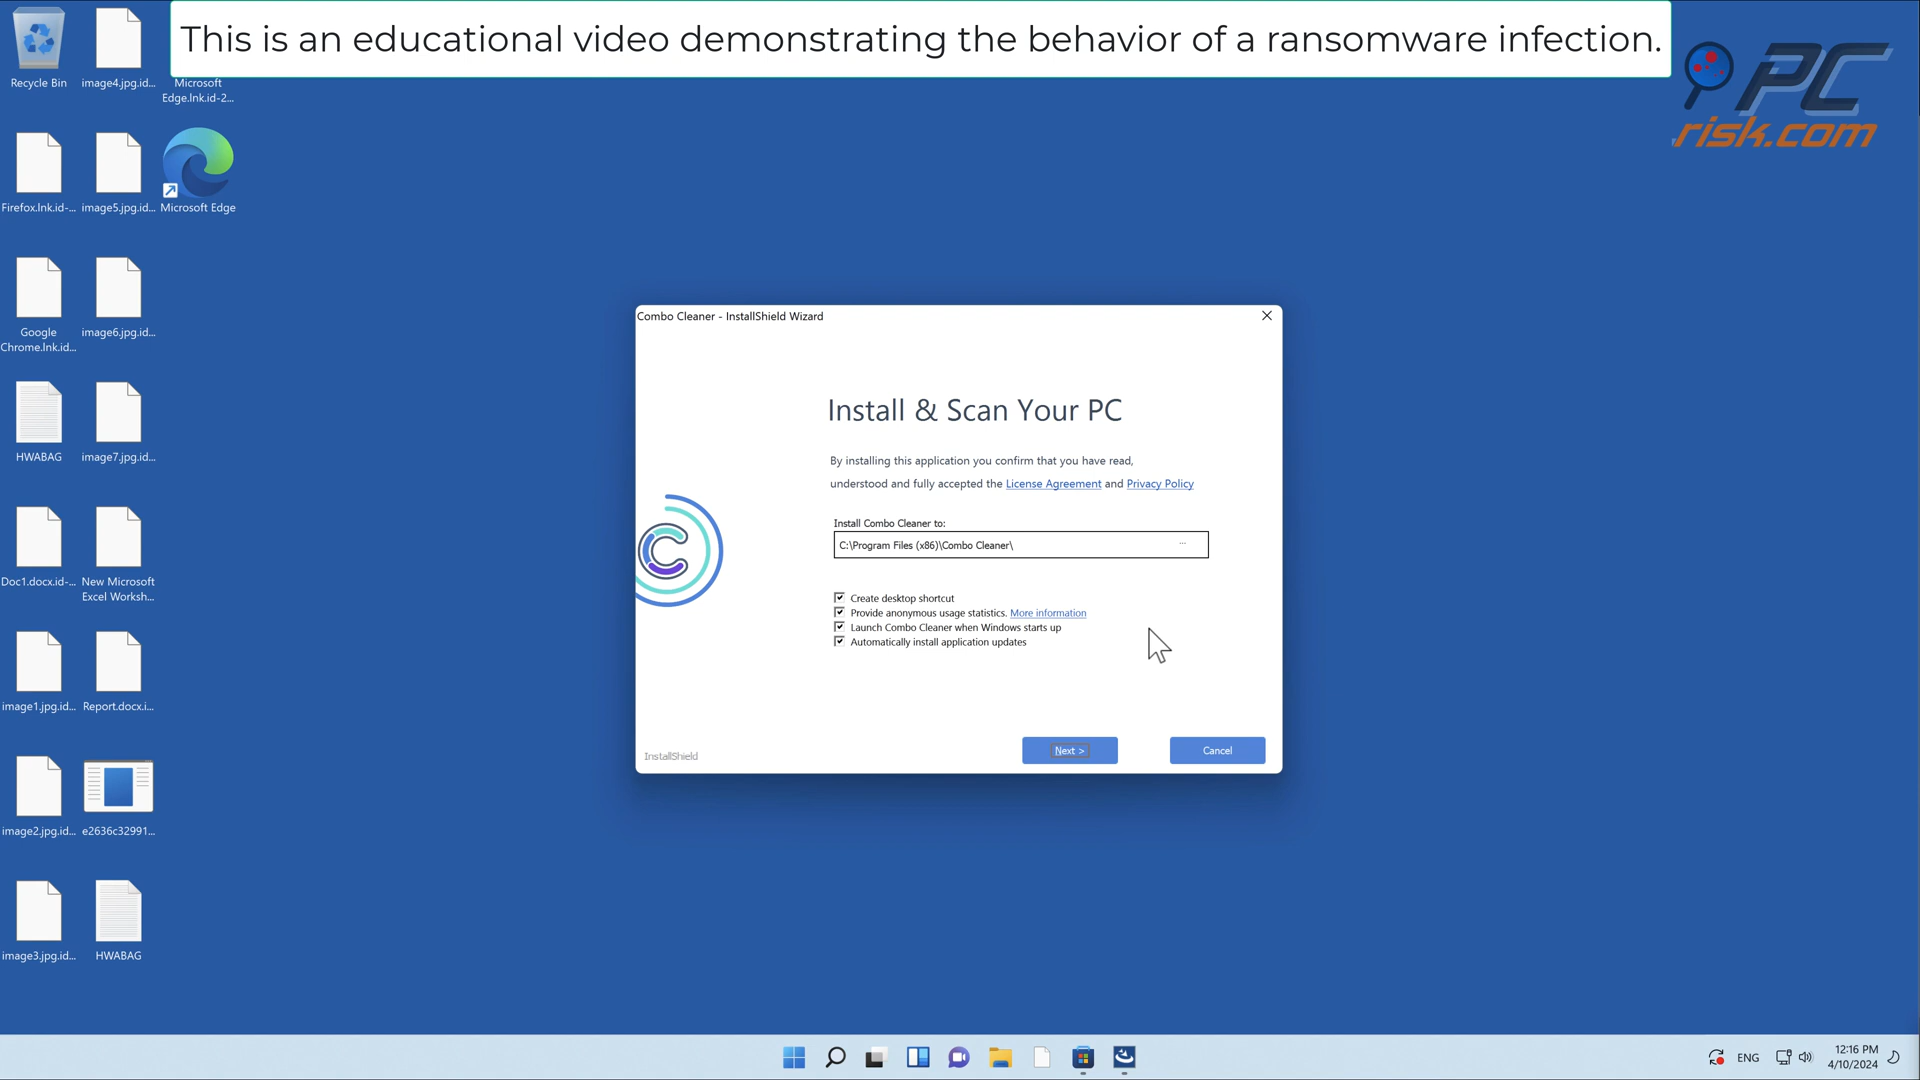 This is an educational video demonstrating the behavior of a ransomware infection.
PC
risk.com
Recycle Bin
image4.jpg.id...
Microsoft
Edge.lnk.id-2...
Firefox.lnk.id-...
image5.jpg.id...
Microsoft Edge
Google
Chrome.lnk.id...
image6.jpg.id...
HWABAG
image7.jpg.id...
Doc1.docx.id-...
New Microsoft
Excel Worksh...
image1.jpg.id...
Report.docx.i...
image2.jpg.id...
e2636c32991...
image3.jpg.id...
HWABAG
Combo Cleaner - InstallShield Wizard
Install & Scan Your PC
By installing this application you confirm that you have read,
understood and fully accepted the License Agreement and Privacy Policy
Install Combo Cleaner to:
C:\Program Files (x86)\Combo Cleaner\ ...
Create desktop shortcut
Provide anonymous usage statistics. More information
Launch Combo Cleaner when Windows starts up
Automatically install application updates
InstallShield
Next >
Cancel
ENG
12:16 PM
4/10/2024